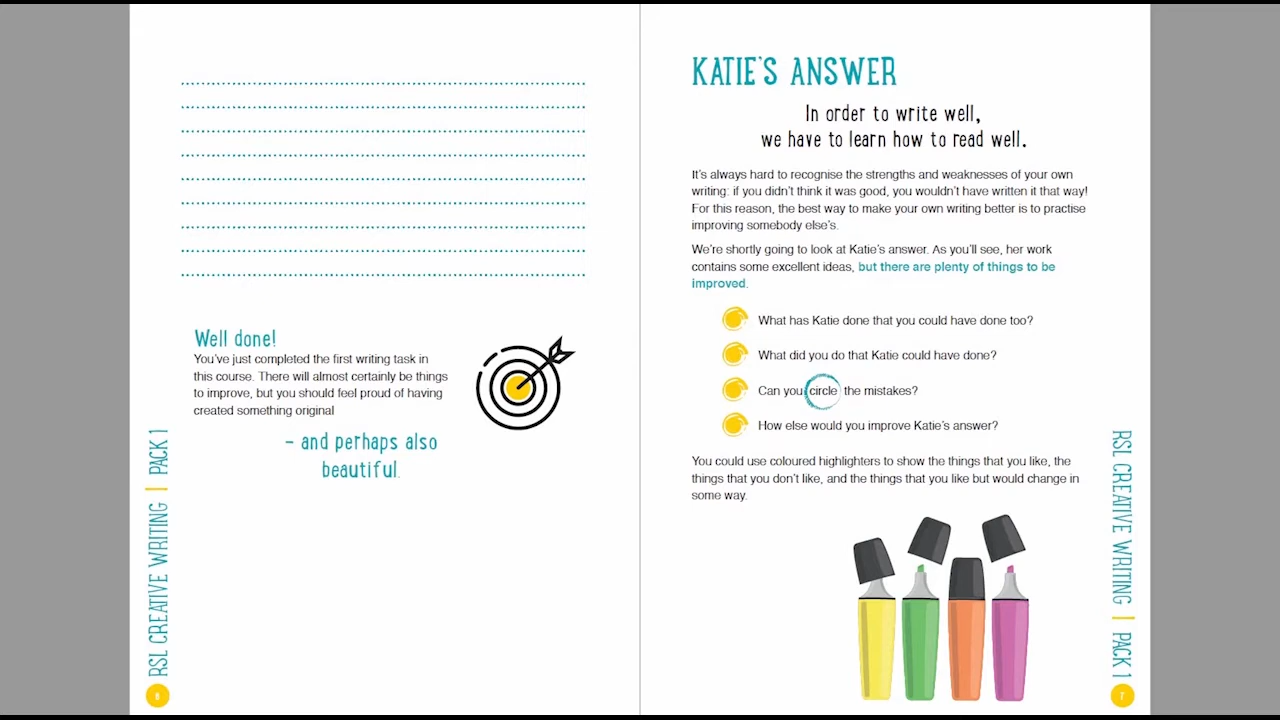 Well done!
You've just completed the first writing task in
this course. There will almost certainly be things
to improve, but you should feel proud of having
created something original
– and perhaps also
beautiful.
RSL CREATIVE WRITING | PACK 1
8
KATIE'S ANSWER
In order to write well,
we have to learn how to read well.
It's always hard to recognise the strengths and weaknesses of your own
writing: if you didn't think it was good, you wouldn't have written it that way!
For this reason, the best way to make your own writing better is to practise
improving somebody else's.
We're shortly going to look at Katie's answer. As you'll see, her work
contains some excellent ideas, but there are plenty of things to be
improved.
What has Katie done that you could have done too?
What did you do that Katie could have done?
Can you circle the mistakes?
How else would you improve Katie's answer?
You could use coloured highlighters to show the things that you like, the
things that you don't like, and the things that you like but would change in
some way.
RSL CREATIVE WRITING | PACK 1
7